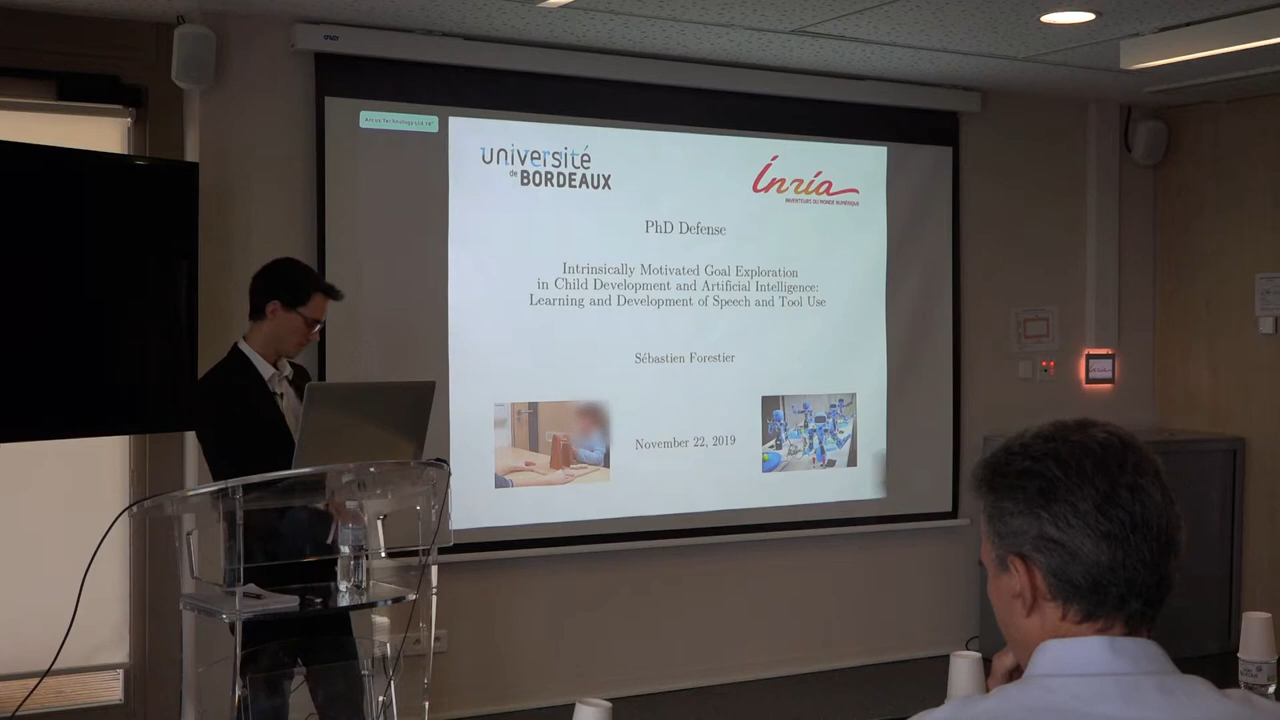 université
de BORDEAUX
Inria
INVENTEURS DU MONDE NUMÉRIQUE
PhD Defense
Intrinsically Motivated Goal Exploration
in Child Development and Artificial Intelligence:
Learning and Development of Speech and Tool Use
Sébastien Forestier
November 22, 2019
Inria